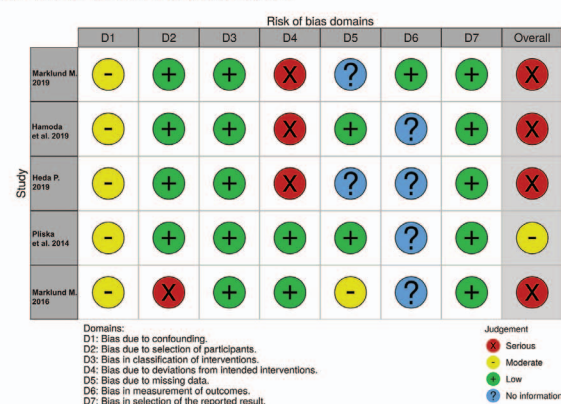 Risk of bias domains
D1 D2 D3 D4 D5 D6 D7 Overall
Study
Marklund M. 2019 - + + X ? + + X
Hamoda et al. 2019 - + + X + ? + X
Heda P. 2019 - + + X ? ? + X
Pliska et al. 2014 - + + + + ? + -
Marklund M. 2016 - X + + - ? + X
Domains:
D1: Bias due to confounding.
D2: Bias due to selection of participants.
D3: Bias in classification of interventions.
D4: Bias due to deviations from intended interventions.
D5: Bias due to missing data.
D6: Bias in measurement of outcomes.
D7: Bias in selection of the reported result.
Judgement
X Serious
- Moderate
+ Low
? No information